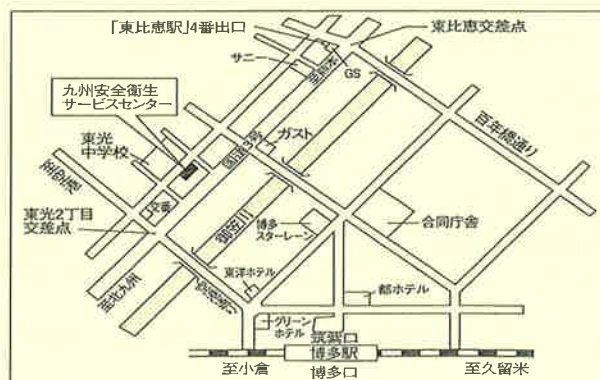 「東比恵駅」4番出口
東比恵交差点
サニー
GS
九州安全衛生
サービスセンター
百年橋通り
ガスト
東光
中学校
国道3号
交番
東光2丁目
交差点
御笠川
博多
スターレーン
合同庁舎
東洋ホテル
至北九州
都ホテル
グリーン
ホテル
筑紫口
博多駅
至小倉
至久留米
博多口